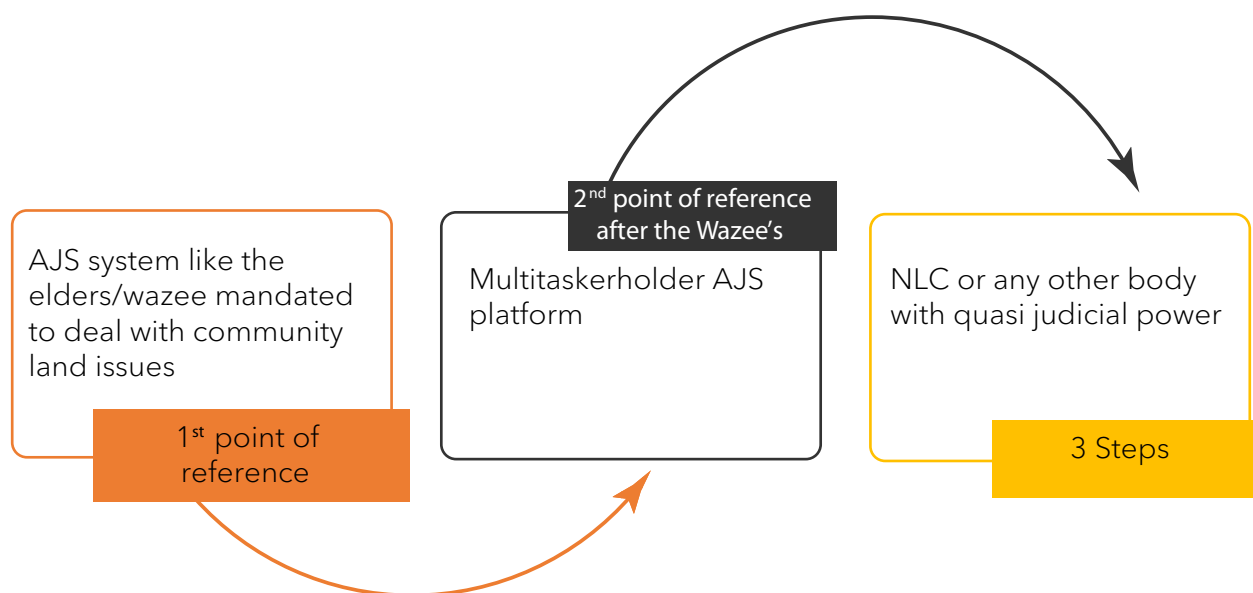 AJS system like the
elders/wazee mandated
to deal with community
land issues
1st point of
reference
2nd point of reference
after the Wazee's
Multitaskerholder AJS
platform
NLC or any other body
with quasi judicial power
3 Steps